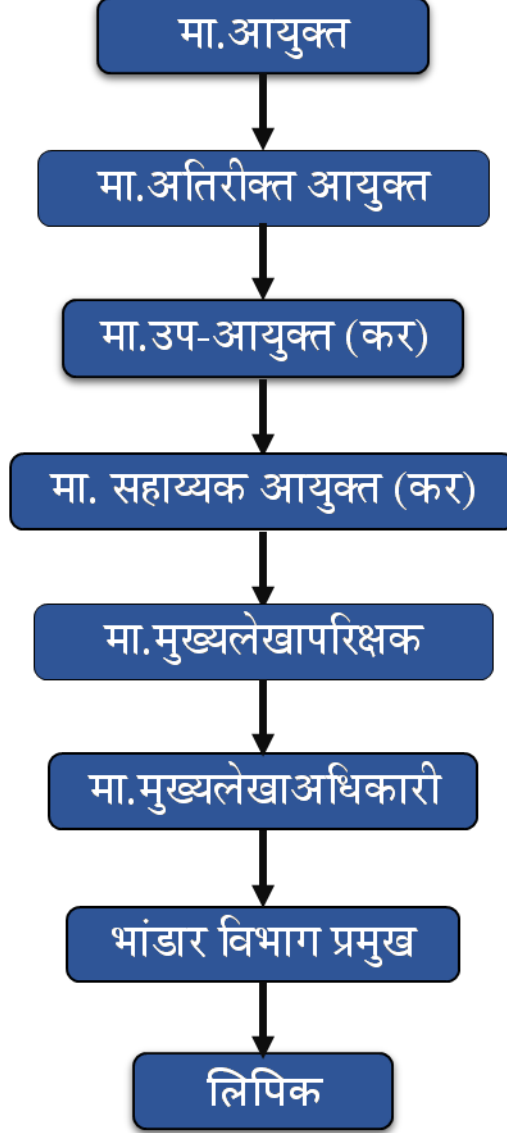 मा.आयुक्त
मा.अतिरीक्त आयुक्त
मा.उप-आयुक्त (कर)
मा. सहाय्यक आयुक्त (कर)
मा.मुख्यलेखापरिक्षक
मा.मुख्यलेखाअधिकारी
भांडार विभाग प्रमुख
लिपिक